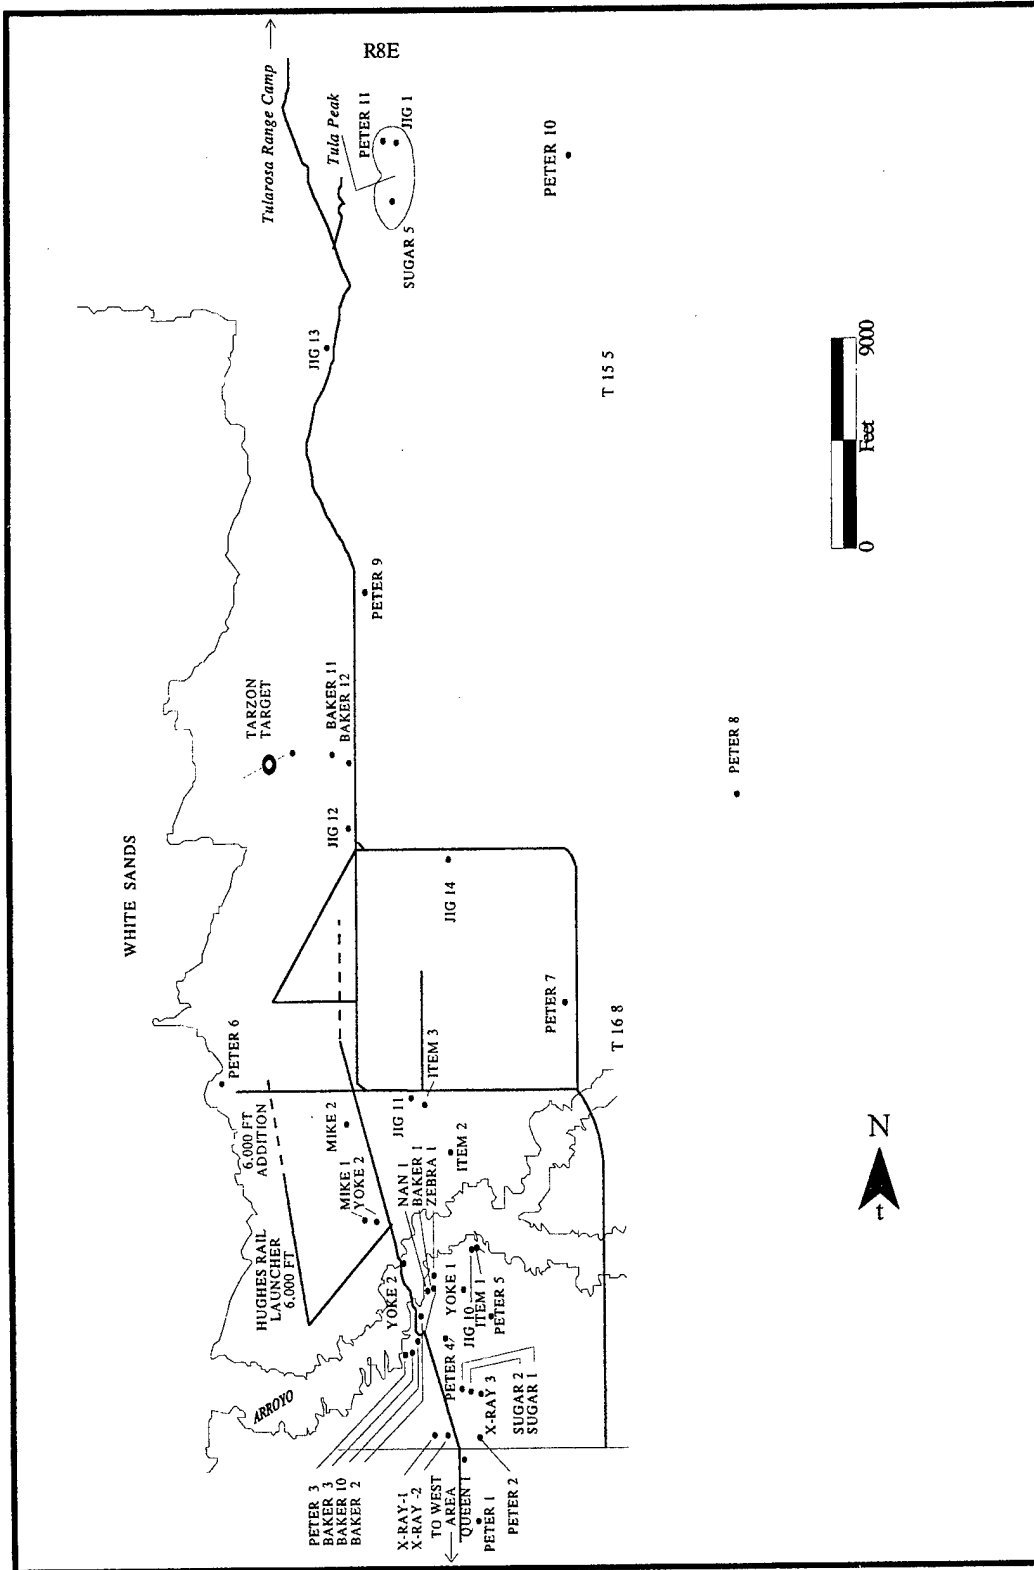 R8E
Tularosa Range Camp
Tula Peak
PETER 11
JIG 1
SUGAR 5
PETER 10
JIG 13
T 15 5
0
Feet
9000
PETER 9
TARZON
TARGET
BAKER 11
BAKER 12
PETER 8
JIG 12
WHITE SANDS
JIG 14
PETER 7
T 16 8
PETER 6
ITEM 3
JIG 11
6.000 FT
ADDITION
MIKE 2
ITEM 2
MIKE 1
YOKE 2
NAN 1
BAKER 1
ZEBRA 1
HUGHES RAIL
LAUNCHER
6.000 FT
YOKE 2
YOKE 1
JIG 10
ITEM 1
PETER 5
PETER 4
ARROYO
X-RAY 3
SUGAR 2
SUGAR 1
PETER 3
BAKER 3
BAKER 10
BAKER 2
X-RAY-1
X-RAY -2
TO WEST
AREA
QUEEN 1
PETER 1
PETER 2
N
t